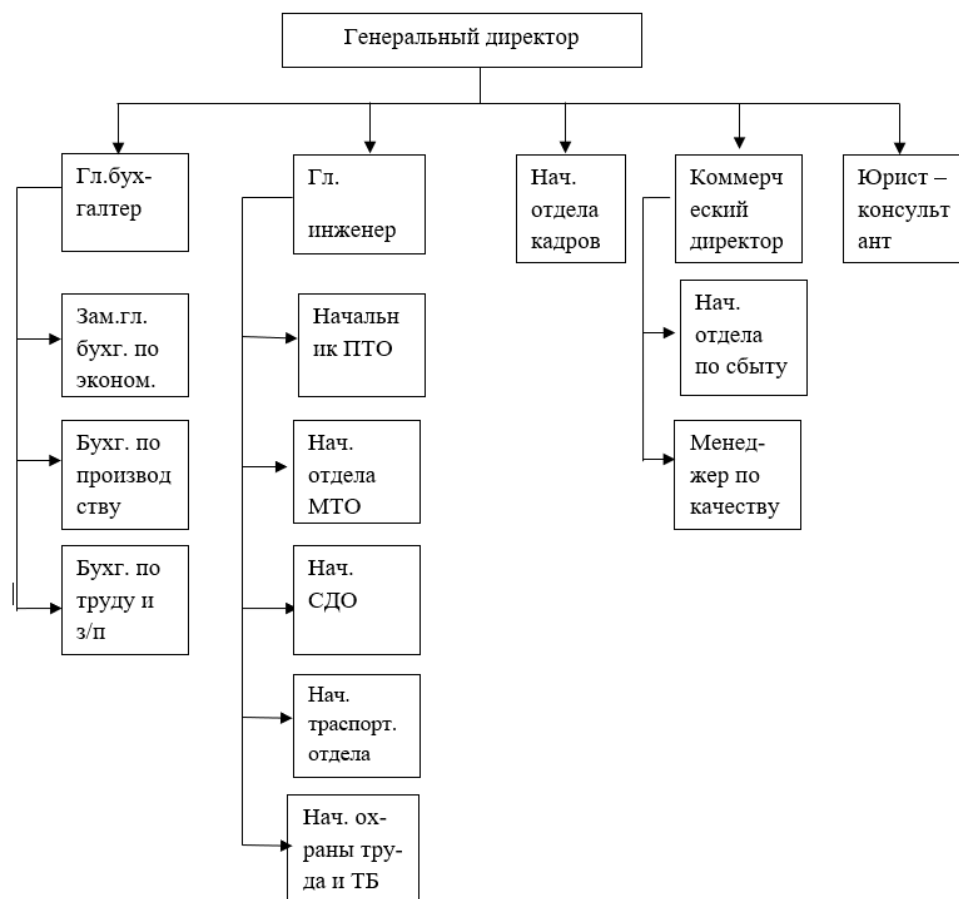 Генеральный директор
Гл.бух-
галтер
Гл.
инженер
Нач.
отдела
кадров
Коммерч
еский
директор
Юрист –
консульт
ант
Зам.гл.
бухг. по
эконом.
Начальн
ик ПТО
Нач.
отдела
по сбыту
Бухг. по
производ
ству
Нач.
отдела
МТО
Менед-
жер по
качеству
Бухг. по
труду и
з/п
Нач.
СДО
Нач.
траспорт.
отдела
Нач. ох-
раны тру-
да и ТБ